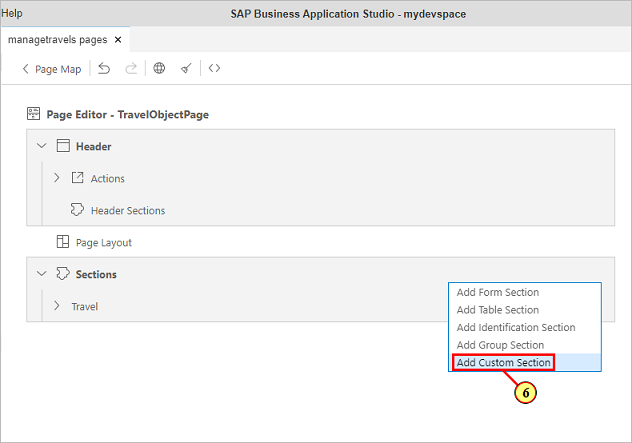 Help
SAP Business Application Studio - mydevspace
managetravels pages
Page Map
Page Editor - TravelObjectPage
Header
Actions
Header Sections
Page Layout
Sections
Travel
Add Form Section
Add Table Section
Add Identification Section
Add Group Section
Add Custom Section
6